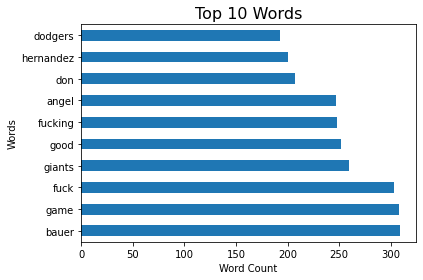 Top 10 Words
dodgers
hernandez
don
angel
fucking
good
giants
fuck
game
bauer
Words
0 50 100 150 200 250 300
Word Count